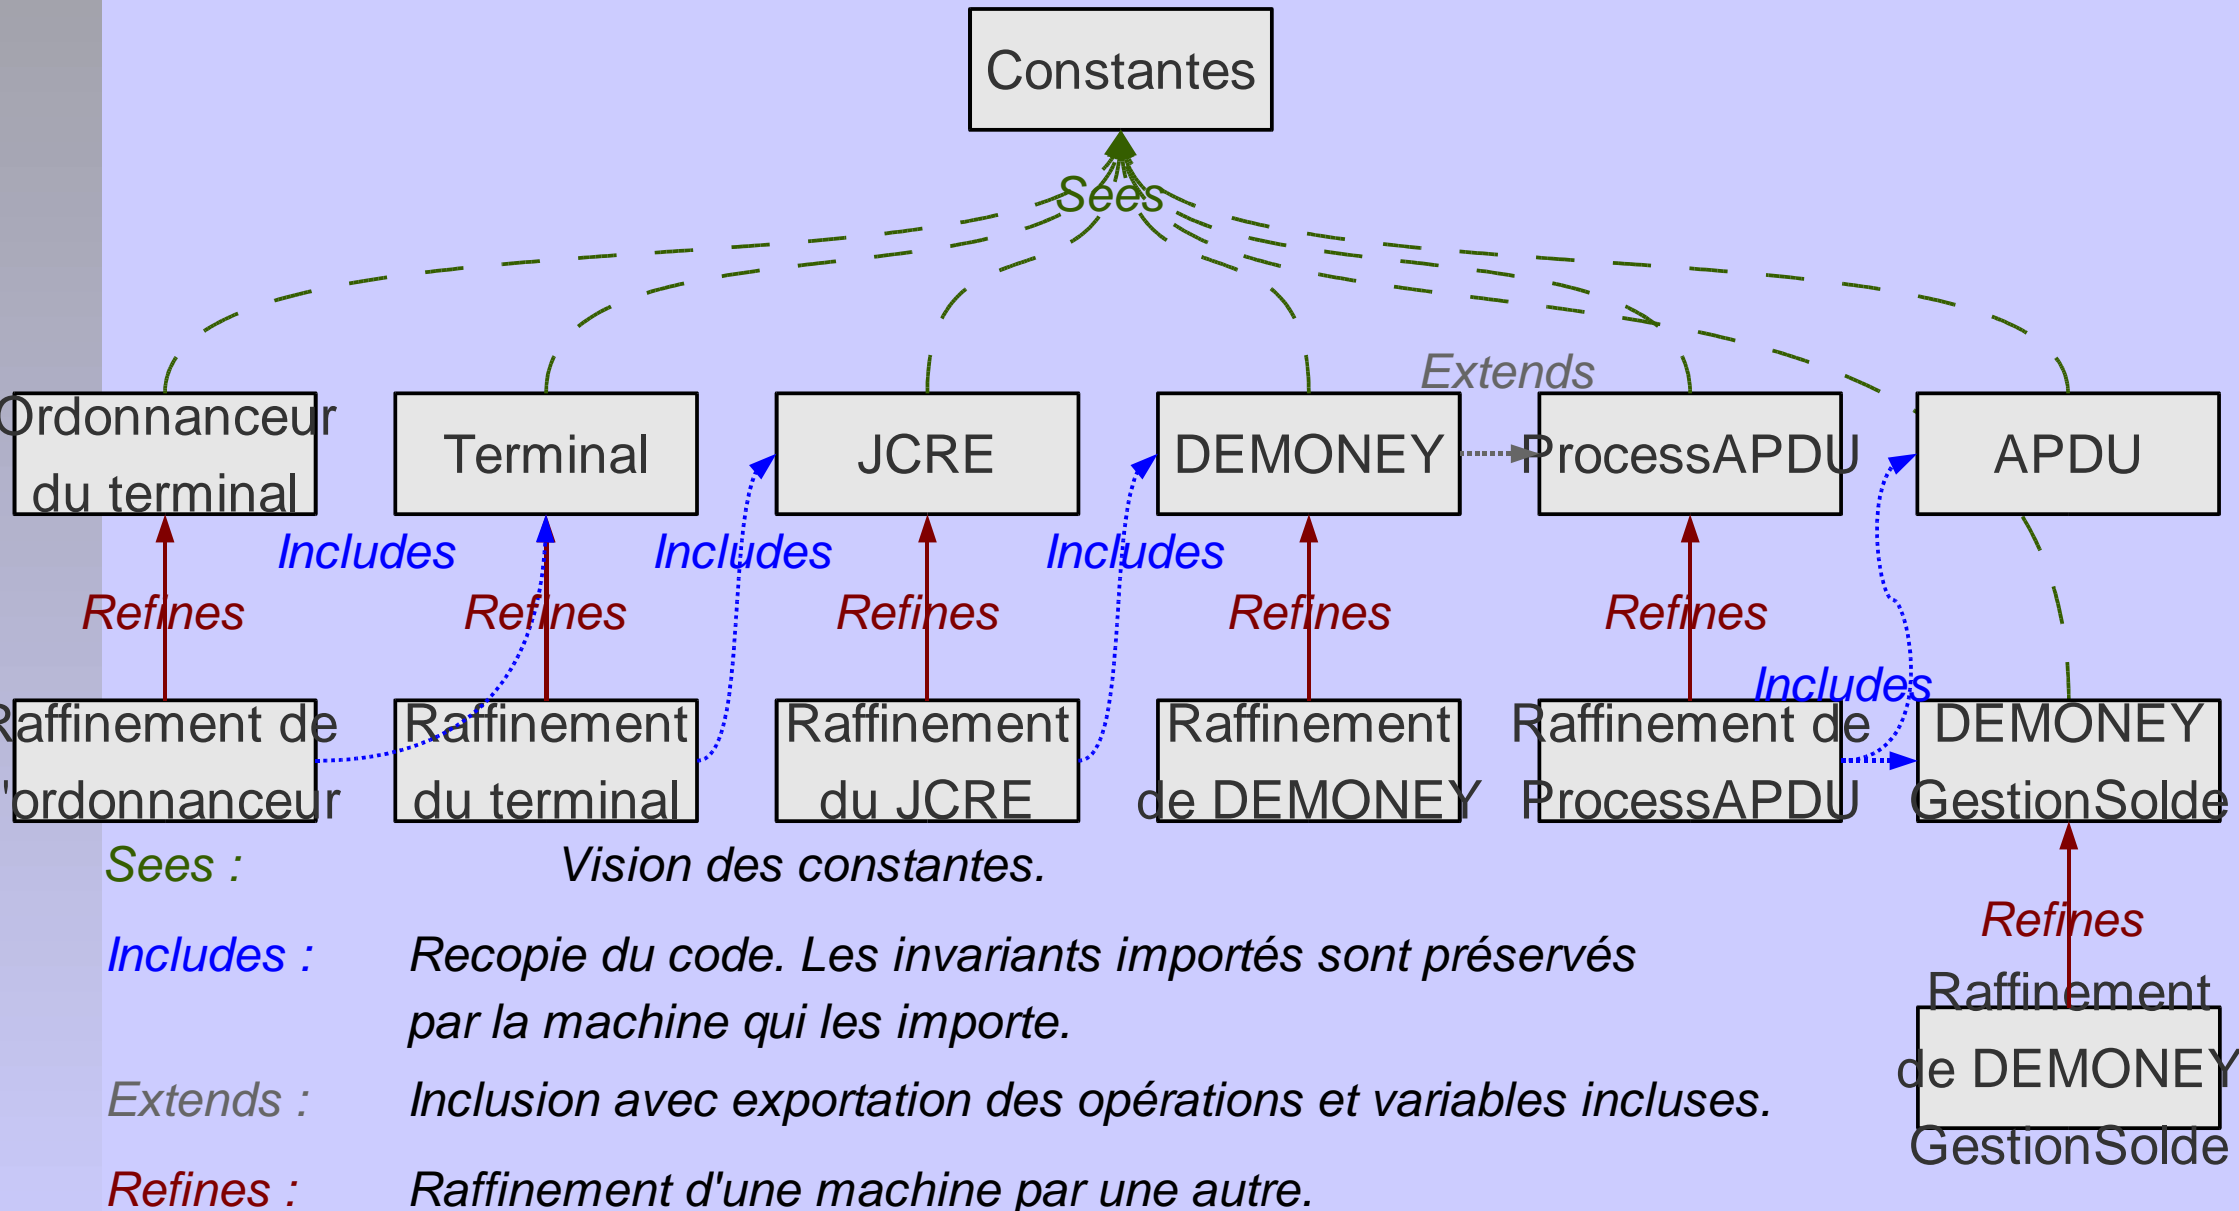 Constantes
Sees
Extends
Ordonnanceur
du terminal
Terminal
JCRE
DEMONEY
ProcessAPDU
APDU
Includes
Includes
Includes
Refines
Refines
Refines
Refines
Refines
Includes
Raffinement de
l'ordonnanceur
Raffinement
du terminal
Raffinement
du JCRE
Raffinement
de DEMONEY
Raffinement de
ProcessAPDU
DEMONEY
GestionSolde
Sees : Vision des constantes.
Refines
Includes : Recopie du code. Les invariants importés sont préservés
par la machine qui les importe.
Raffinement
de DEMONEY
GestionSolde
Extends : Inclusion avec exportation des opérations et variables incluses.
Refines : Raffinement d'une machine par une autre.